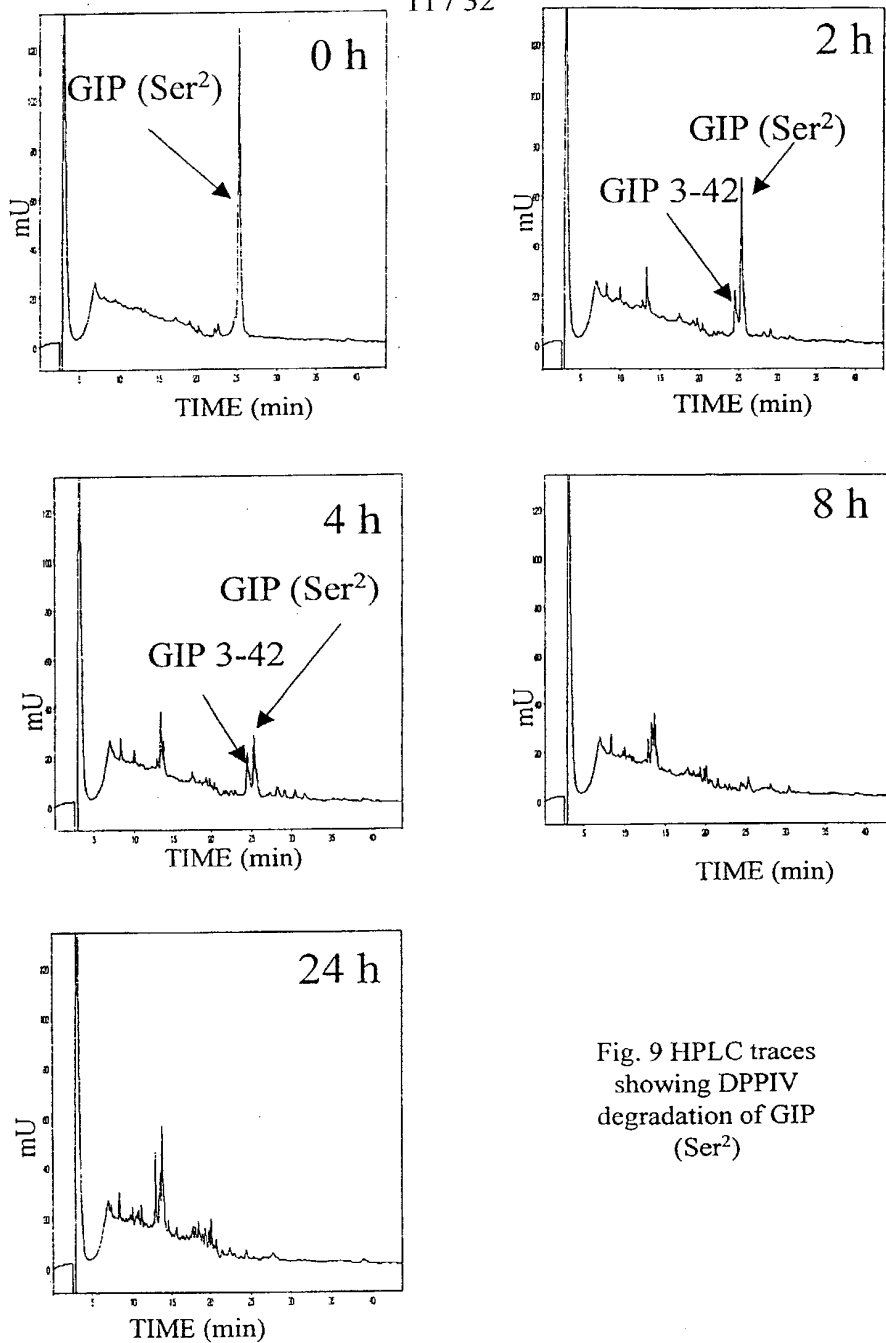 11 / 32
0 h
GIP (Ser²)
mU
TIME (min)
2 h
GIP (Ser²)
GIP 3-42
mU
TIME (min)
4 h
GIP (Ser²)
GIP 3-42
mU
TIME (min)
8 h
mU
TIME (min)
24 h
mU
TIME (min)
Fig. 9 HPLC traces
showing DPPIV
degradation of GIP
(Ser²)